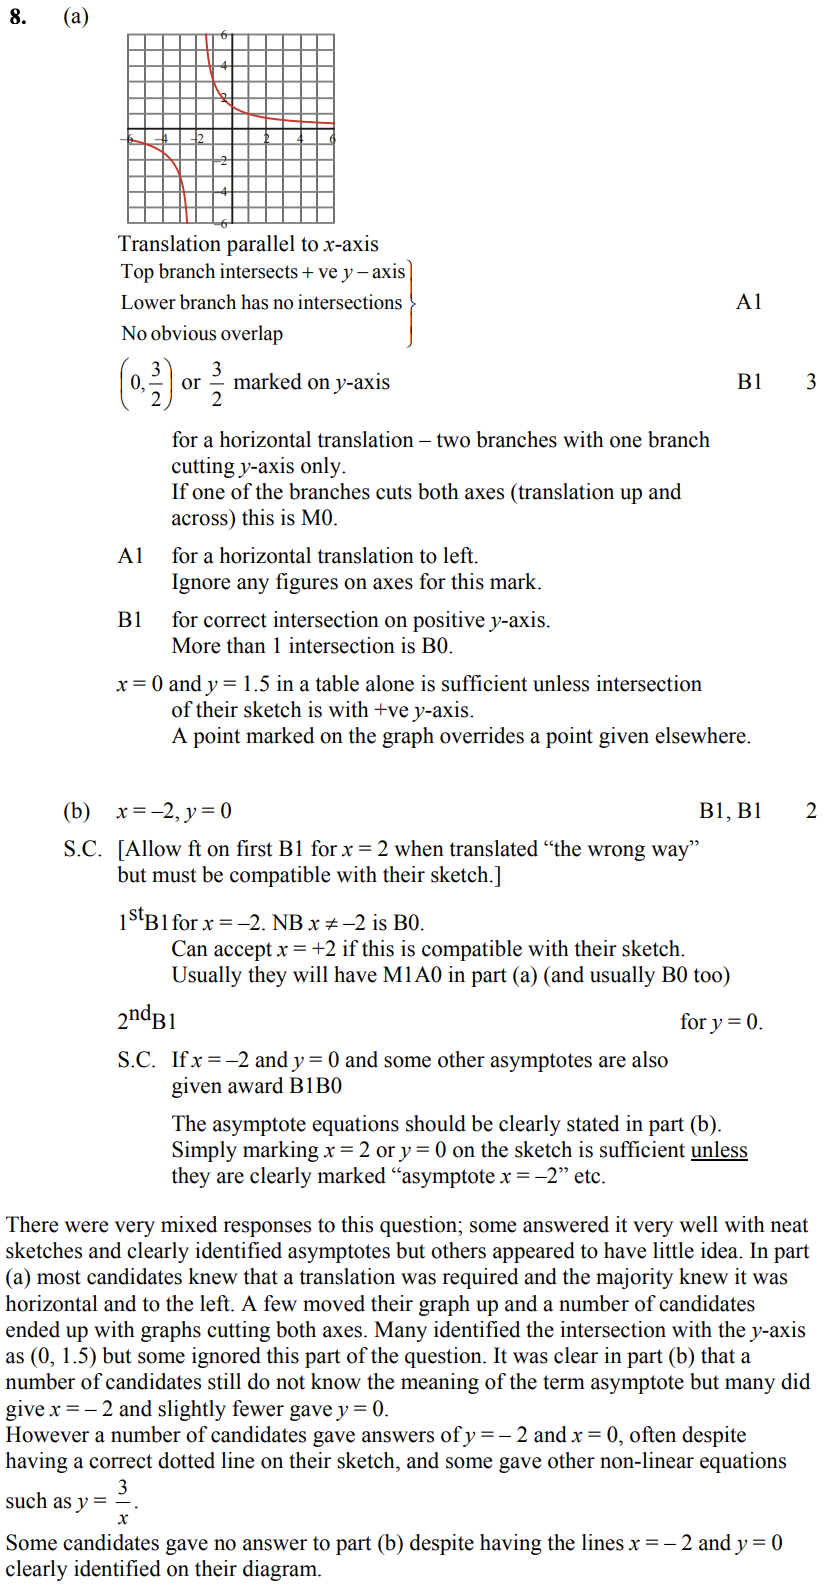 8. (a)
6
4
2
–6 –4 –2 2 4 6
–2
–4
–6
Translation parallel to x-axis
Top branch intersects + ve y – axis
Lower branch has no intersections A1
No obvious overlap
(0, 3/2) or 3/2 marked on y-axis B1 3
for a horizontal translation – two branches with one branch
cutting y-axis only.
If one of the branches cuts both axes (translation up and
across) this is M0.
A1 for a horizontal translation to left.
Ignore any figures on axes for this mark.
B1 for correct intersection on positive y-axis.
More than 1 intersection is B0.
x = 0 and y = 1.5 in a table alone is sufficient unless intersection
of their sketch is with +ve y-axis.
A point marked on the graph overrides a point given elsewhere.
(b) x = –2, y = 0 B1, B1 2
S.C. [Allow ft on first B1 for x = 2 when translated “the wrong way”
but must be compatible with their sketch.]
1st B1 for x = –2. NB x ≠ –2 is B0.
Can accept x = +2 if this is compatible with their sketch.
Usually they will have M1A0 in part (a) (and usually B0 too)
2nd B1 for y = 0.
S.C. If x = –2 and y = 0 and some other asymptotes are also
given award B1B0
The asymptote equations should be clearly stated in part (b).
Simply marking x = 2 or y = 0 on the sketch is sufficient unless
they are clearly marked “asymptote x = –2” etc.
There were very mixed responses to this question; some answered it very well with neat
sketches and clearly identified asymptotes but others appeared to have little idea. In part
(a) most candidates knew that a translation was required and the majority knew it was
horizontal and to the left. A few moved their graph up and a number of candidates
ended up with graphs cutting both axes. Many identified the intersection with the y-axis
as (0, 1.5) but some ignored this part of the question. It was clear in part (b) that a
number of candidates still do not know the meaning of the term asymptote but many did
give x = – 2 and slightly fewer gave y = 0.
However a number of candidates gave answers of y = – 2 and x = 0, often despite
having a correct dotted line on their sketch, and some gave other non-linear equations
such as y = 3/x.
Some candidates gave no answer to part (b) despite having the lines x = – 2 and y = 0
clearly identified on their diagram.